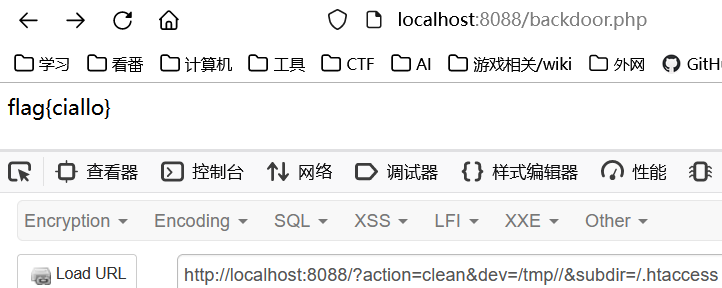 localhost:8088/backdoor.php
学习 看番 计算机 工具 CTF AI 游戏相关/wiki 外网 GitH
flag{ciallo}
查看器 控制台 网络 调试器 样式编辑器 性能
Encryption Encoding SQL XSS LFI XXE Other
Load URL http://localhost:8088/?action=clean&dev=/tmp//&subdir=/.htaccess